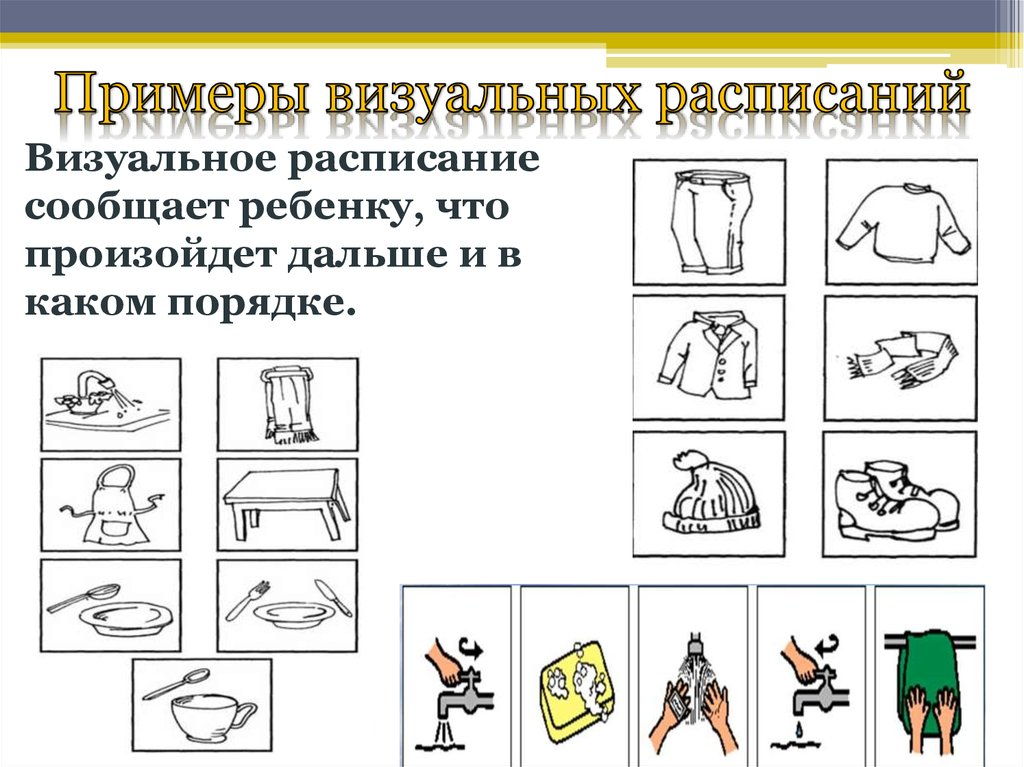 Примеры визуальных расписаний
Визуальное расписание
сообщает ребенку, что
произойдет дальше и в
каком порядке.